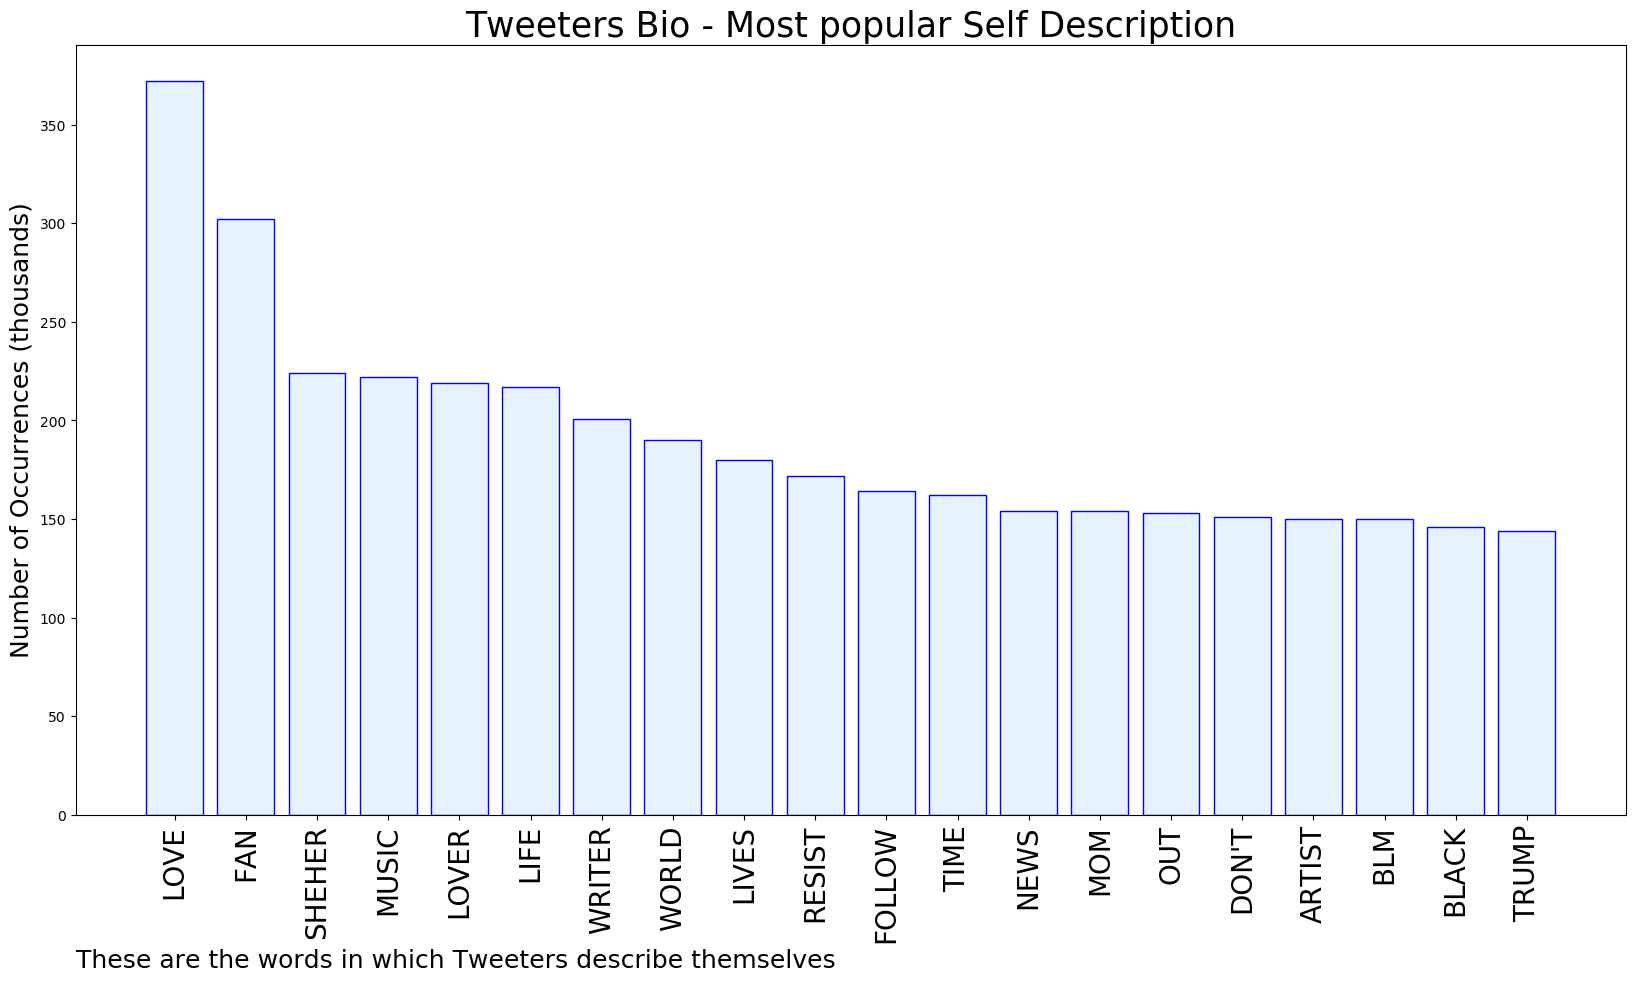 Tweeters Bio - Most popular Self Description
Number of Occurrences (thousands)
350
300
250
200
150
100
50
0
LOVE
FAN
SHEHER
MUSIC
LOVER
LIFE
WRITER
WORLD
LIVES
RESIST
FOLLOW
TIME
NEWS
MOM
OUT
DON'T
ARTIST
BLM
BLACK
TRUMP
These are the words in which Tweeters describe themselves